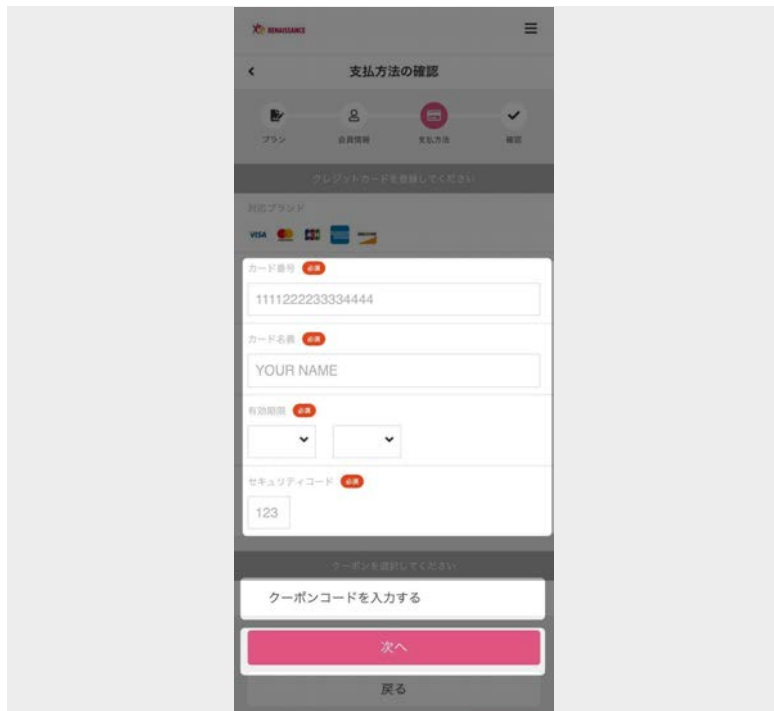 RENAISSANCE
支払方法の確認
プラン
会員情報
支払方法
確認
クレジットカードを登録してください
対応ブランド
VISA
カード番号 必須
1111222233334444
カード名義 必須
YOUR NAME
有効期限 必須
セキュリティコード 必須
123
クーポンを選択してください
クーポンコードを入力する
次へ
戻る